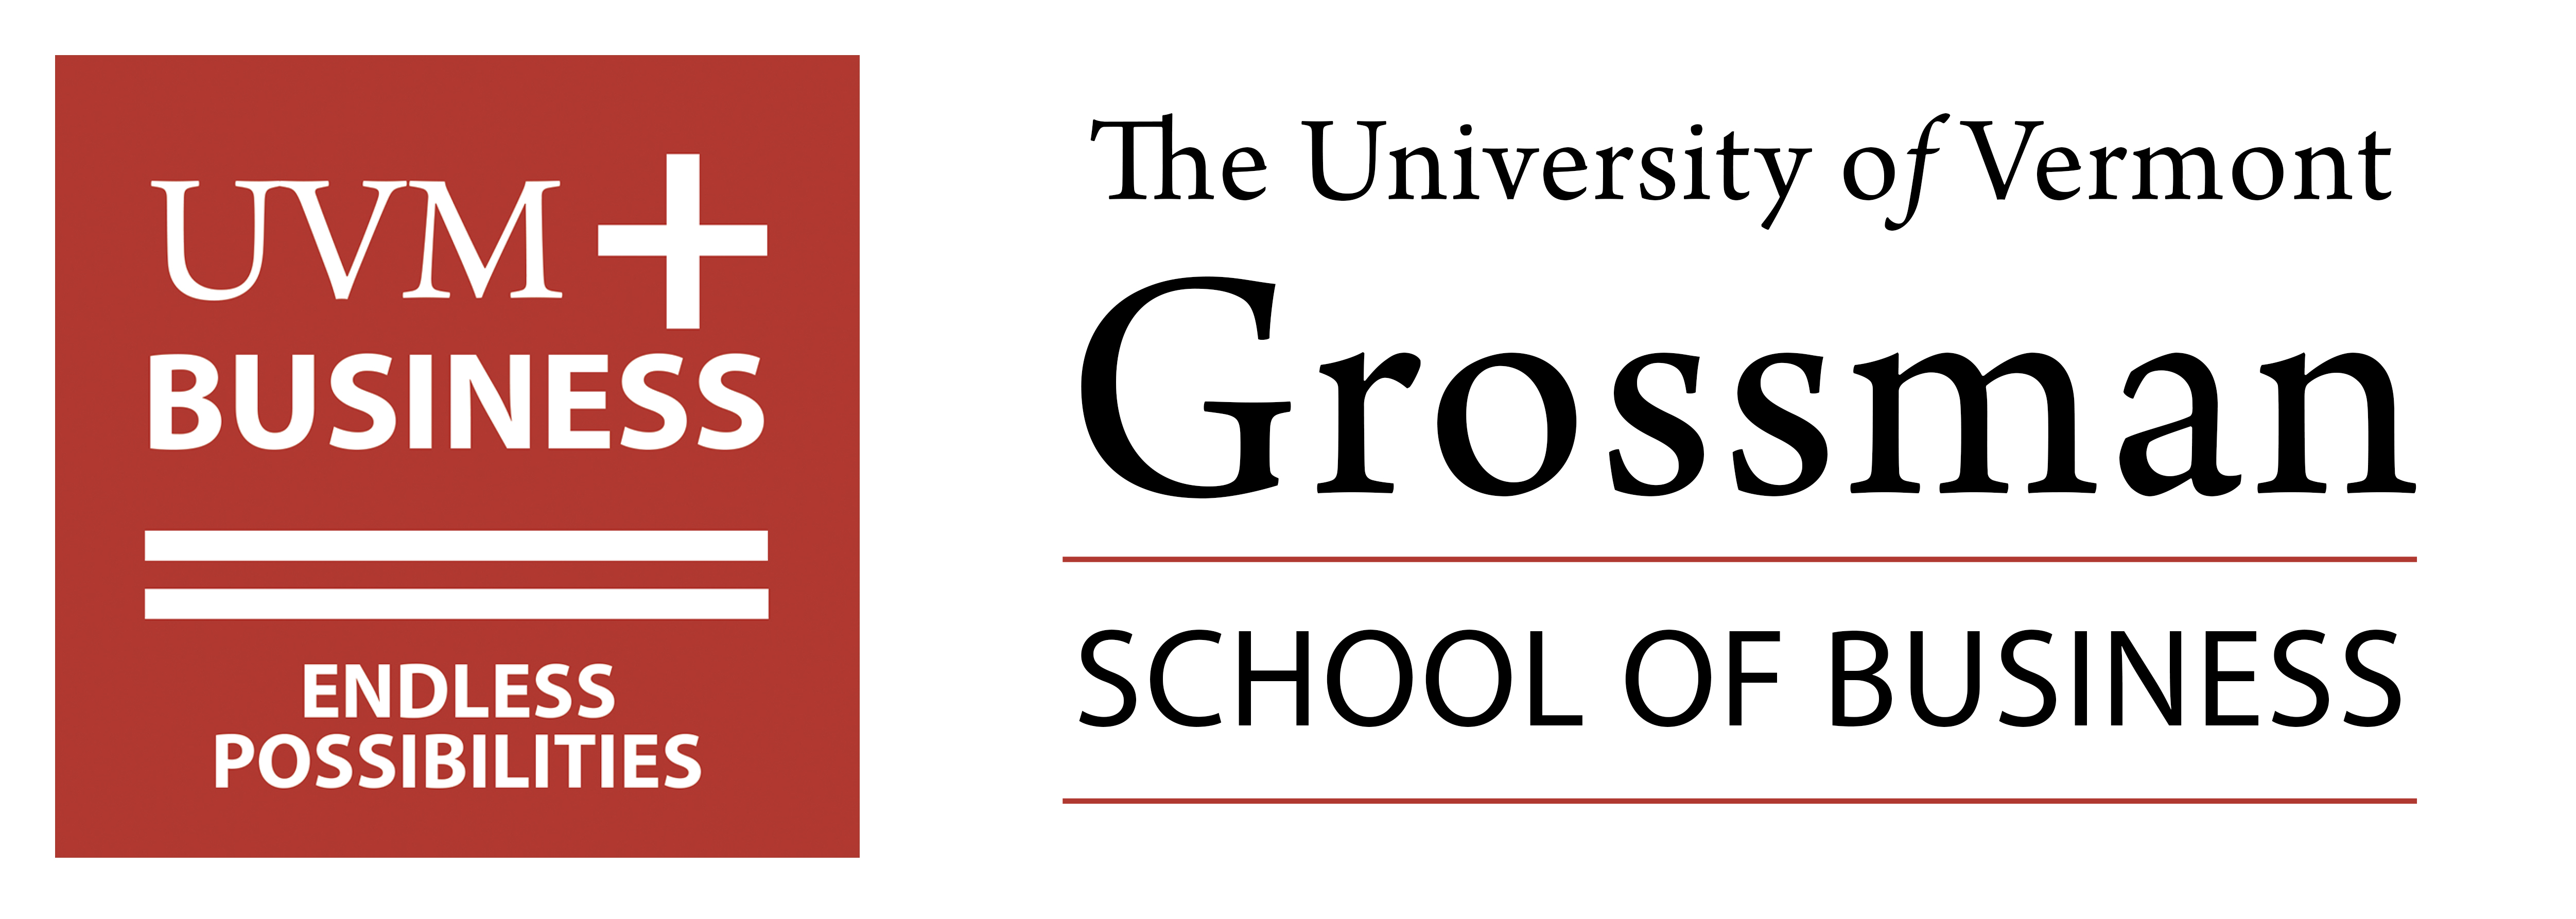 UVM+
BUSINESS
=
ENDLESS
POSSIBILITIES
The University of Vermont
Grossman
SCHOOL OF BUSINESS